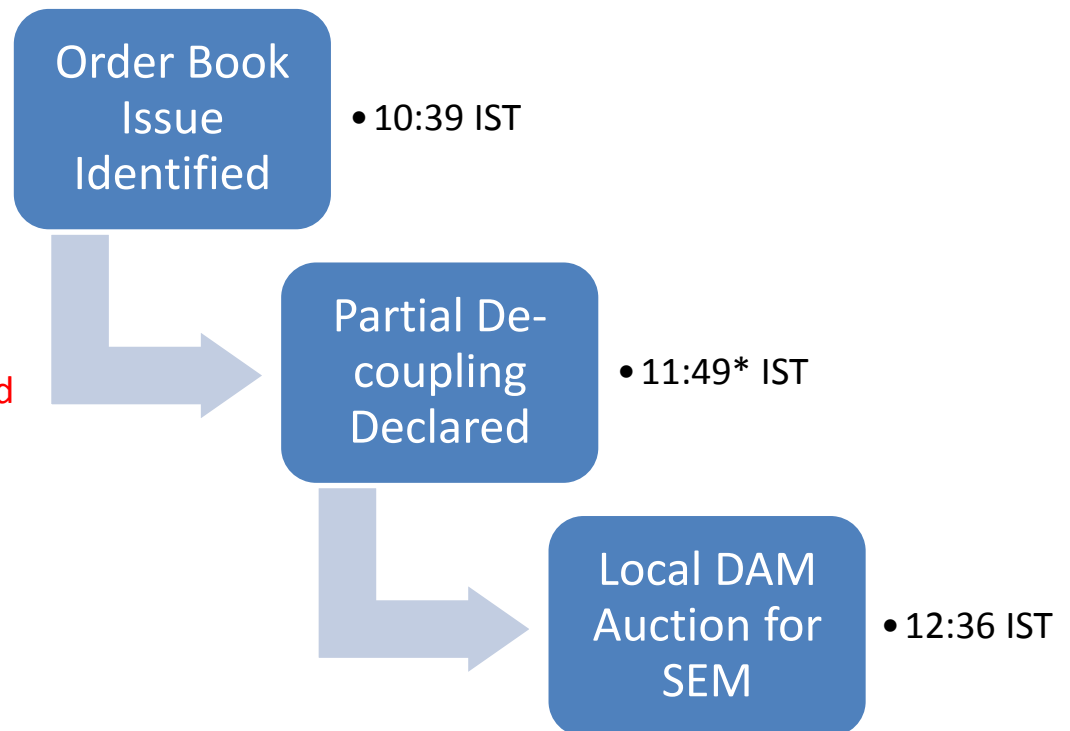 Order Book
Issue
Identified
• 10:39 IST
Partial De-
coupling
Declared
• 11:49* IST
d
Local DAM
Auction for
SEM
• 12:36 IST